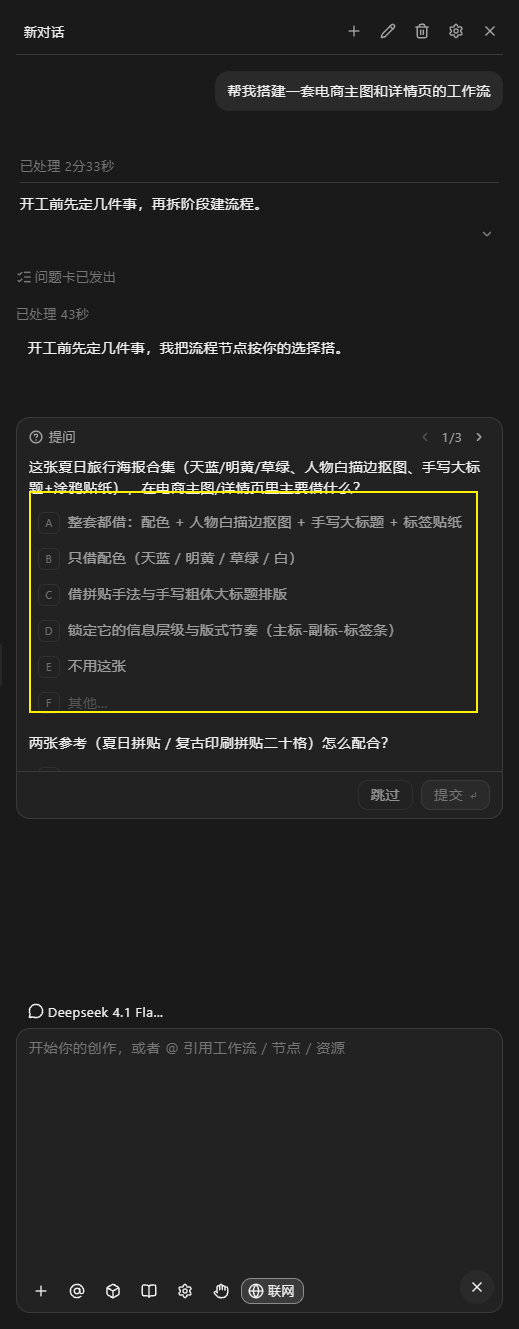 新对话
帮我搭建一套电商主图和详情页的工作流
已处理 2分33秒
开工前先定几件事，再拆阶段建流程。
问题卡已发出
已处理 43秒
开工前先定几件事，我把流程节点按你的选择搭。
提问
1/3
这张夏日旅行海报合集（天蓝/明黄/草绿、人物白描边抠图、手写大标
题+涂鸦贴纸），在电商主图/详情页里主要借什么？
A 整套都借：配色 + 人物白描边抠图 + 手写大标题 + 标签贴纸
B 只借配色（天蓝 / 明黄 / 草绿 / 白）
C 借拼贴手法与手写粗体大标题排版
D 锁定它的信息层级与版式节奏（主标-副标-标签条）
E 不用这张
F 其他...
两张参考（夏日拼贴 / 复古印刷拼贴二十格）怎么配合？
跳过
提交
Deepseek 4.1 Fla...
开始你的创作，或者 @ 引用工作流 / 节点 / 资源
联网